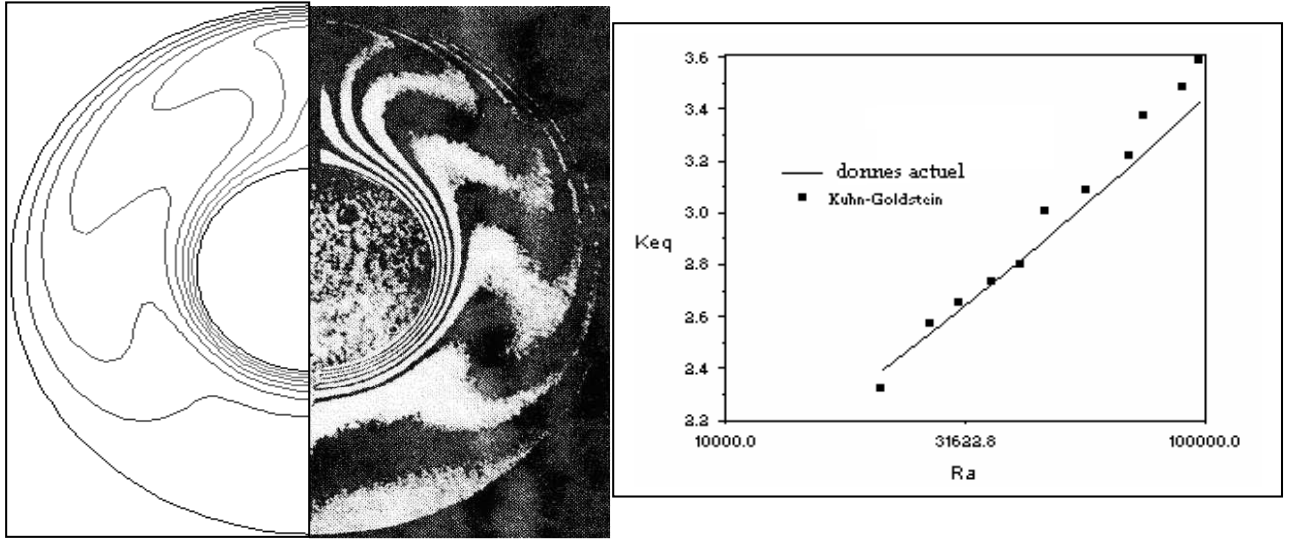 3.6
3.4
3.2
3.0
2.8
2.6
2.4
2.2
Keq
donnes actuel
Kuhn-Goldstein
10000.0 31622.8 100000.0
Ra